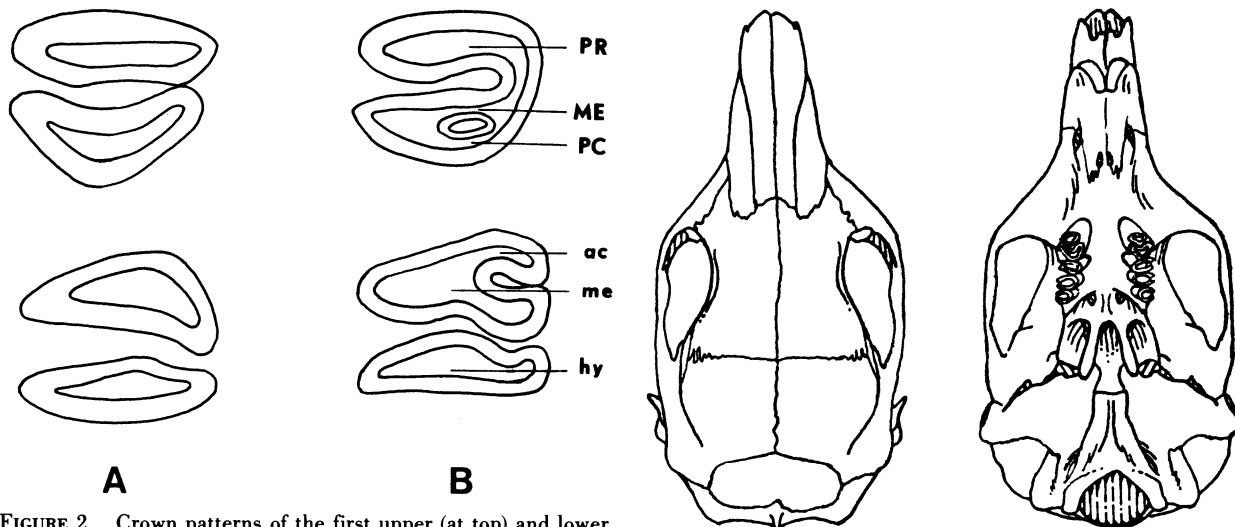 PR
ME
PC
ac
me
hy
A B
FIGURE 2. Crown patterns of the first upper (at top) and lower